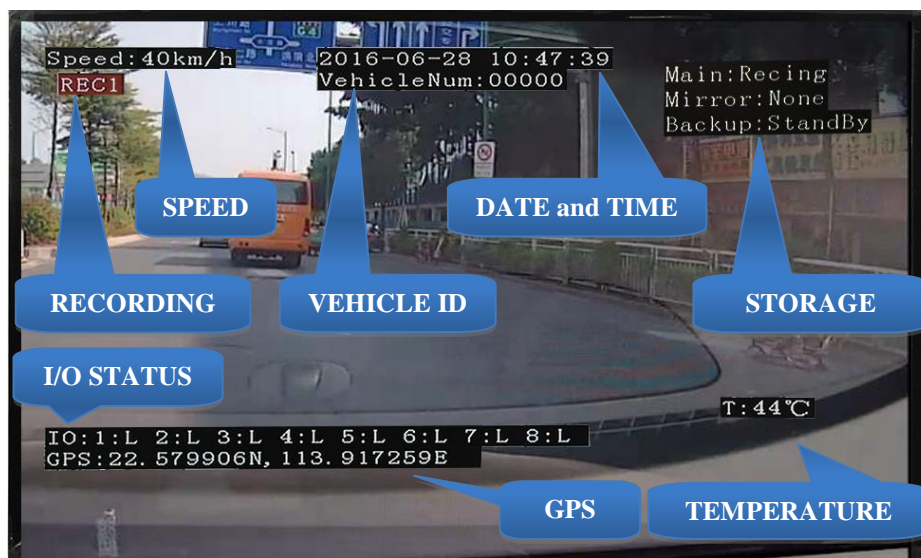 Speed:40km/h
2016-06-28 10:47:39
VehicleNum:00000
REC1
Main:Recing
Mirror:None
Backup:StandBy
G4
SPEED
DATE and TIME
RECORDING
VEHICLE ID
STORAGE
I/O STATUS
T:44℃
IO:1:L 2:L 3:L 4:L 5:L 6:L 7:L 8:L
GPS:22.579906N,113.917259E
GPS
TEMPERATURE